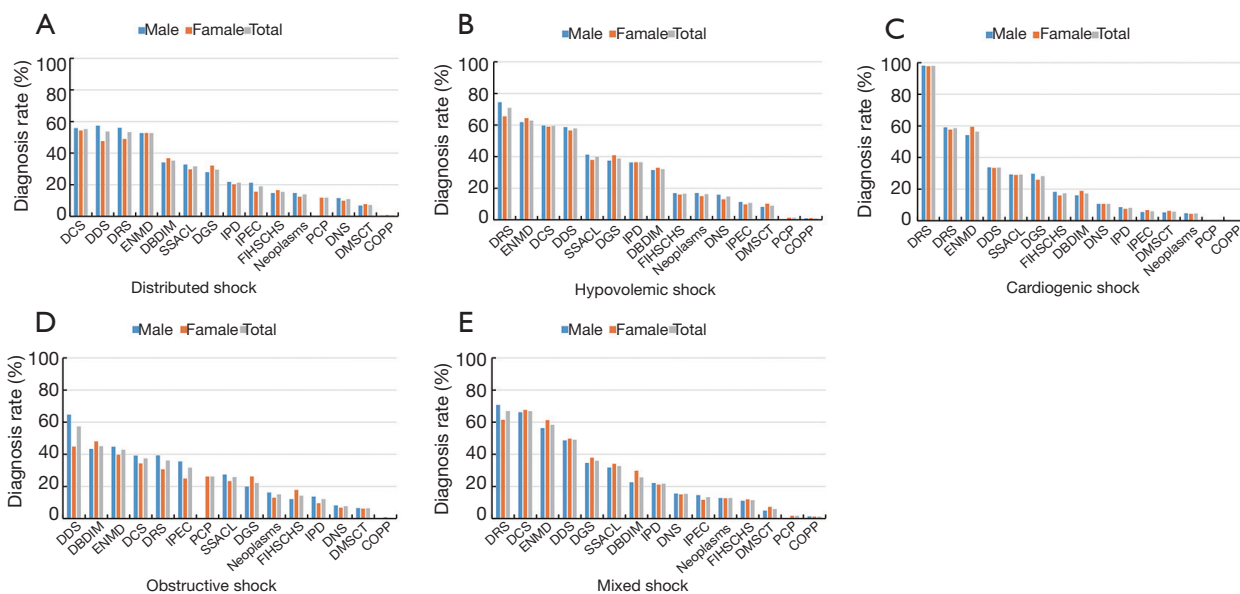 A
Male Famale Total
Diagnosis rate (%)
100
80
60
40
20
0
DCS DDS DRS ENMD DBDIM SSACL DGS IPD IPEC FIHSCHS Neoplasms PCP DNS DMSCT COPP
Distributed shock
B
Male Famale Total
Diagnosis rate (%)
100
80
60
40
20
0
DRS ENMD DCS DDS SSACL DGS IPD DBDIM FIHSCHS Neoplasms DNS IPEC DMSCT PCP COPP
Hypovolemic shock
C
Male Famale Total
Diagnosis rate (%)
100
80
60
40
20
0
DRS DRS ENMD DDS SSACL DGS FIHSCHS DBDIM DNS IPD IPEC DMSCT Neoplasms PCP COPP
Cardiogenic shock
D
Male Famale Total
Diagnosis rate (%)
100
80
60
40
20
0
DDS DBDIM ENMD DCS DRS IPEC PCP SSACL DGS Neoplasms FIHSCHS IPD DNS DMSCT COPP
Obstructive shock
E
Male Famale Total
Diagnosis rate (%)
100
80
60
40
20
0
DRS DCS ENMD DDS DGS SSACL DBDIM IPD DNS IPEC Neoplasms FIHSCHS DMSCT PCP COPP
Mixed shock